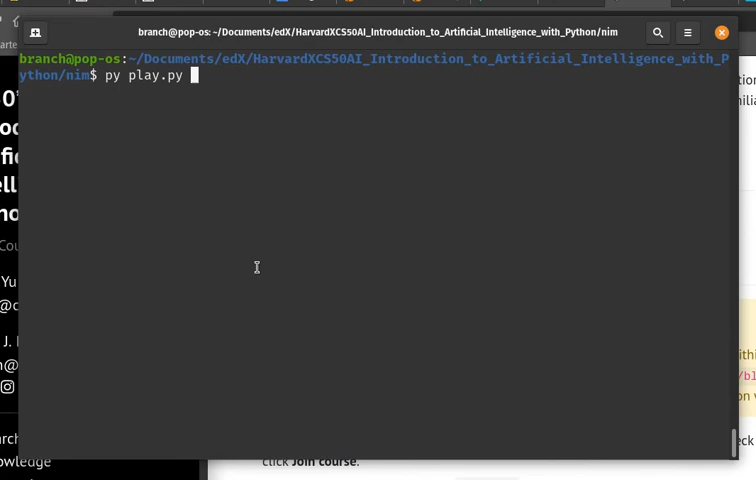 branch@pop-os: ~/Documents/edX/HarvardXCS50AI_Introduction_to_Artificial_Intelligence_with_Python/nim
branch@pop-os:~/Documents/edX/HarvardXCS50AI_Introduction_to_Artificial_Intelligence_with_P
ython/nim$ py play.py
click Join course.